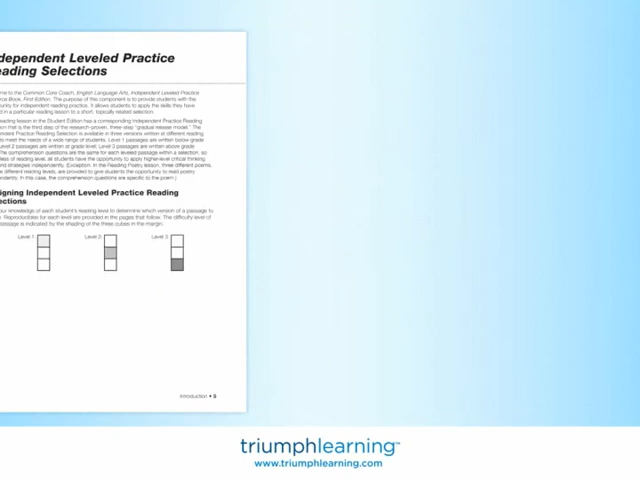 dependent Leveled Practice
eading Selections
me to the Common Core Coach, English Language Arts, Independent Leveled Practice
rce Book, First Edition. The purpose of this component is to provide students with the
unity for independent reading practice. It allows students to apply the skills they have
d in a particular reading lesson to a short, topically related selection.
eading lesson in the Student Edition has a corresponding Independent Practice Reading
on that is the third step of the research-proven, three-step "gradual release model." The
ndent Practice Reading Selection is available in three versions written at different reading
to meet the needs of a wide range of students. Level 1 passages are written below grade
Level 2 passages are written at grade level. Level 3 passages are written above grade
The comprehension questions are the same for each leveled passage within a selection, so
less of reading level, all students have the opportunity to apply higher-level critical thinking
and strategies independently. (Exception: In the Reading Poetry lesson, three different poems,
e different reading levels, are provided to give students the opportunity to read poetry
ndently. In this case, the comprehension questions are specific to the poem.)
igning Independent Leveled Practice Reading
ections
our knowledge of each student's reading level to determine which version of a passage to
. Reproducibles for each level are provided in the pages that follow. The difficulty level of
passage is indicated by the shading of the three cubes in the margin.
Level 1: Level 2: Level 3:
Introduction • 9
triumphlearning™
www.triumphlearning.com